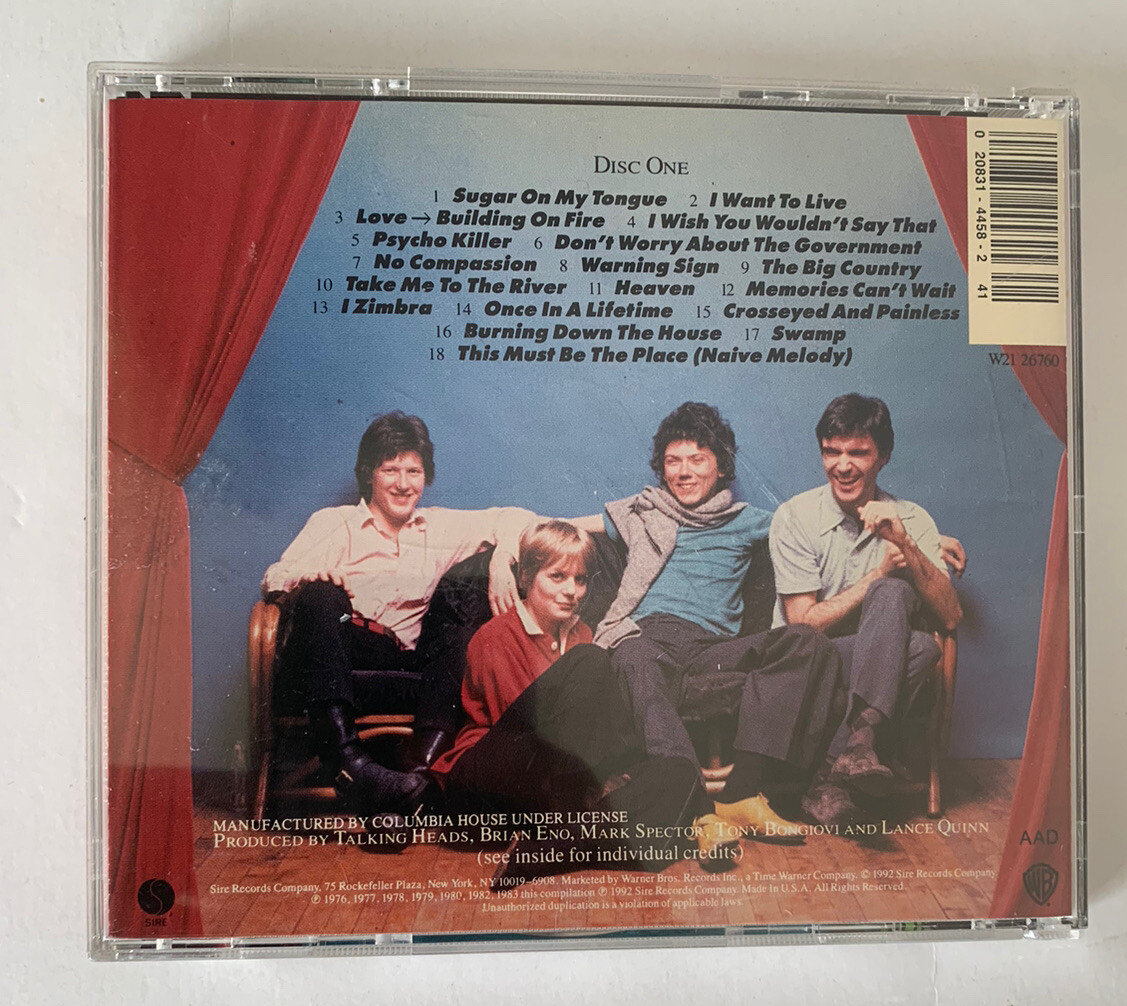 DISC ONE
1 Sugar On My Tongue 2 I Want To Live
3 Love → Building On Fire 4 I Wish You Wouldn't Say That
5 Psycho Killer 6 Don't Worry About The Government
7 No Compassion 8 Warning Sign 9 The Big Country
10 Take Me To The River 11 Heaven 12 Memories Can't Wait
13 I Zimbra 14 Once In A Lifetime 15 Crosseyed And Painless
16 Burning Down The House 17 Swamp
18 This Must Be The Place (Naive Melody)
0 20831-4458-2 41
W21 26760
MANUFACTURED BY COLUMBIA HOUSE UNDER LICENSE
PRODUCED BY TALKING HEADS, BRIAN ENO, MARK SPECTOR, TONY BONGIOVI AND LANCE QUINN
(see inside for individual credits)
AAD
Sire Records Company, 75 Rockefeller Plaza, New York, NY 10019-6908. Marketed by Warner Bros. Records Inc., a Time Warner Company. © 1992 Sire Records Company
℗ 1976, 1977, 1978, 1979, 1980, 1982, 1983 this compilation ℗ 1992 Sire Records Company. Made In U.S.A. All Rights Reserved.
Unauthorized duplication is a violation of applicable laws.
SIRE
WB